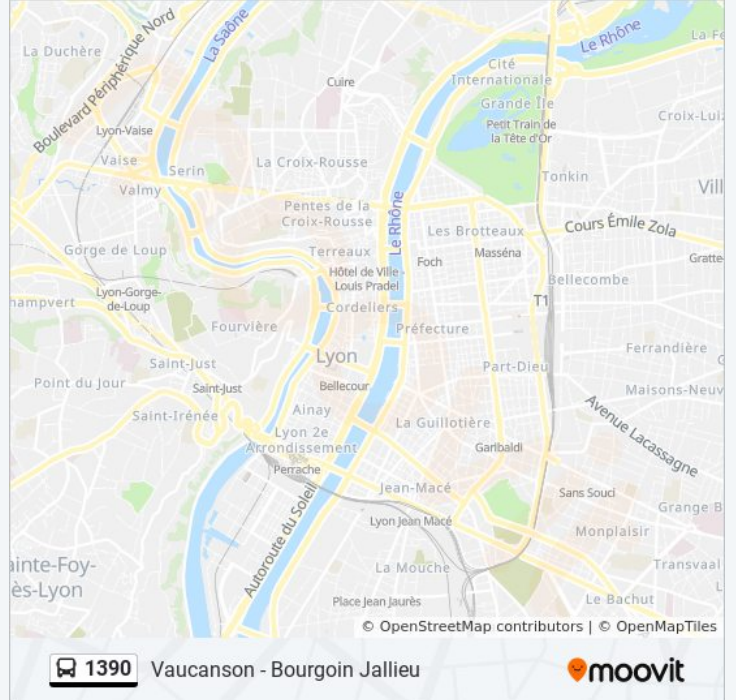 La Duchère
Boulevard Périphérique Nord
La Saône
Le Rhône
La Fe
Cité
Internationale
Cuire
Grande Île
Petit Train de
la Tête d'Or
Croix-Luiz
Lyon-Vaise
Vaise
Serin
La Croix-Rousse
Valmy
Tonkin
Vill
Pentes de la
Croix-Rousse
Le Rhône
Les Brotteaux
Cours Émile Zola
Gorge de Loup
Terreaux
Masséna
Foch
Gratte-
Hôtel de Ville -
Louis Pradel
Bellecombe
Lyon-Gorge-
de-Loup
hampvert
T1
Cordeliers
Fourvière
Préfecture
Lyon
Ferrandière
Saint-Just
Part-Dieu
Point du Jour
Saint-Just
Bellecour
Maisons-Neuv
Saint-Irénée
Ainay
La Guillotière
Avenue Lacassagne
Lyon 2e
Arrondissement
Garibaldi
Perrache
Jean-Macé
Sans Souci
Autoroute du Soleil
Lyon Jean Macé
Grange B
Monplaisir
ainte-Foy-
ès-Lyon
La Mouche
Transvaal
Place Jean Jaurès
Le Bachut
L
© OpenStreetMap contributors | © OpenMapTiles
1390 Vaucanson - Bourgoin Jallieu
moovit